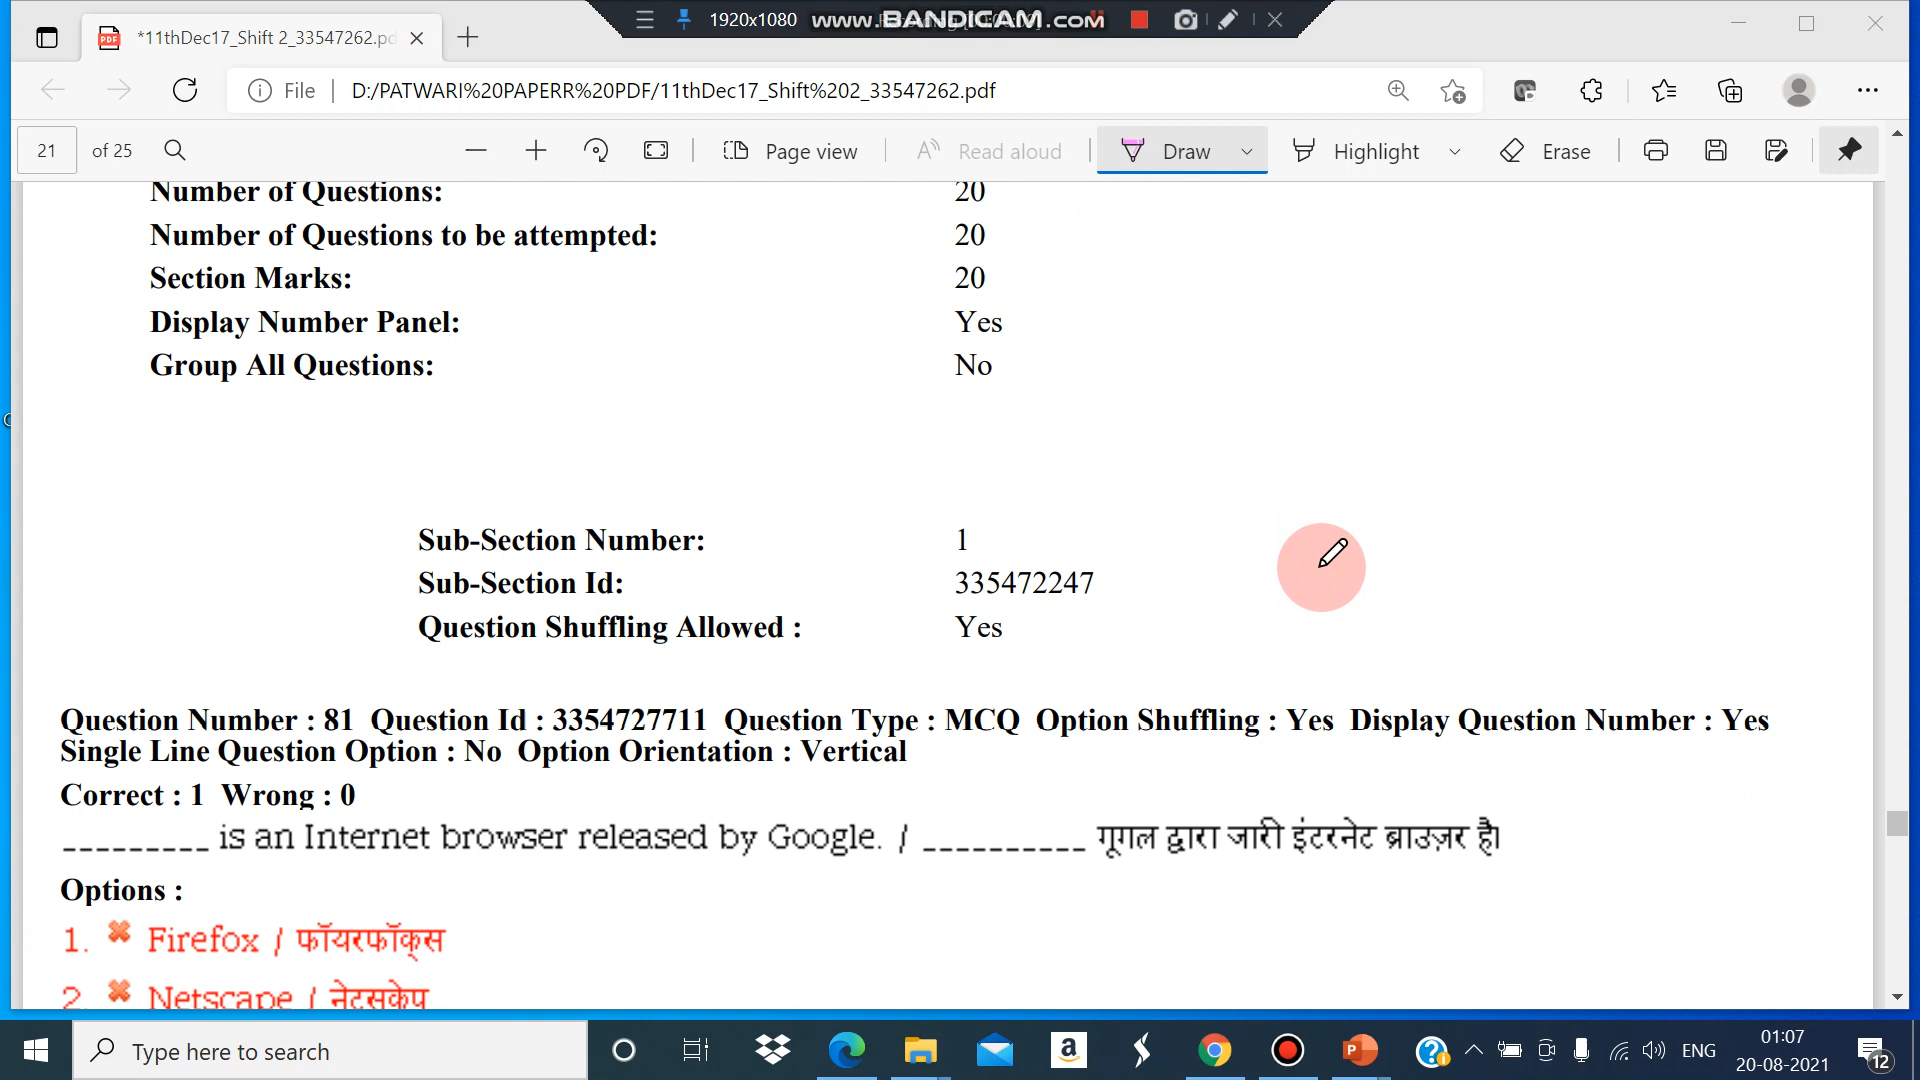 1920x1080 www.BANDICAM.com
*11thDec17_Shift 2_33547262.pd
File D:/PATWARI%20PAPERR%20PDF/11thDec17_Shift%202_33547262.pdf
21 of 25 Page view Read aloud Draw Highlight Erase
Number of Questions: 20
Number of Questions to be attempted: 20
Section Marks: 20
Display Number Panel: Yes
Group All Questions: No
Sub-Section Number: 1
Sub-Section Id: 335472247
Question Shuffling Allowed : Yes
Question Number : 81 Question Id : 3354727711 Question Type : MCQ Option Shuffling : Yes Display Question Number : Yes
Single Line Question Option : No Option Orientation : Vertical
Correct : 1 Wrong : 0
_________ is an Internet browser released by Google. / __________ गूगल द्वारा जारी इंटरनेट ब्राउज़र है।
Options :
1. Firefox / फॉयरफॉक्स
2. Netscape / नेटसकेप
Type here to search ENG 01:07
20-08-2021 12